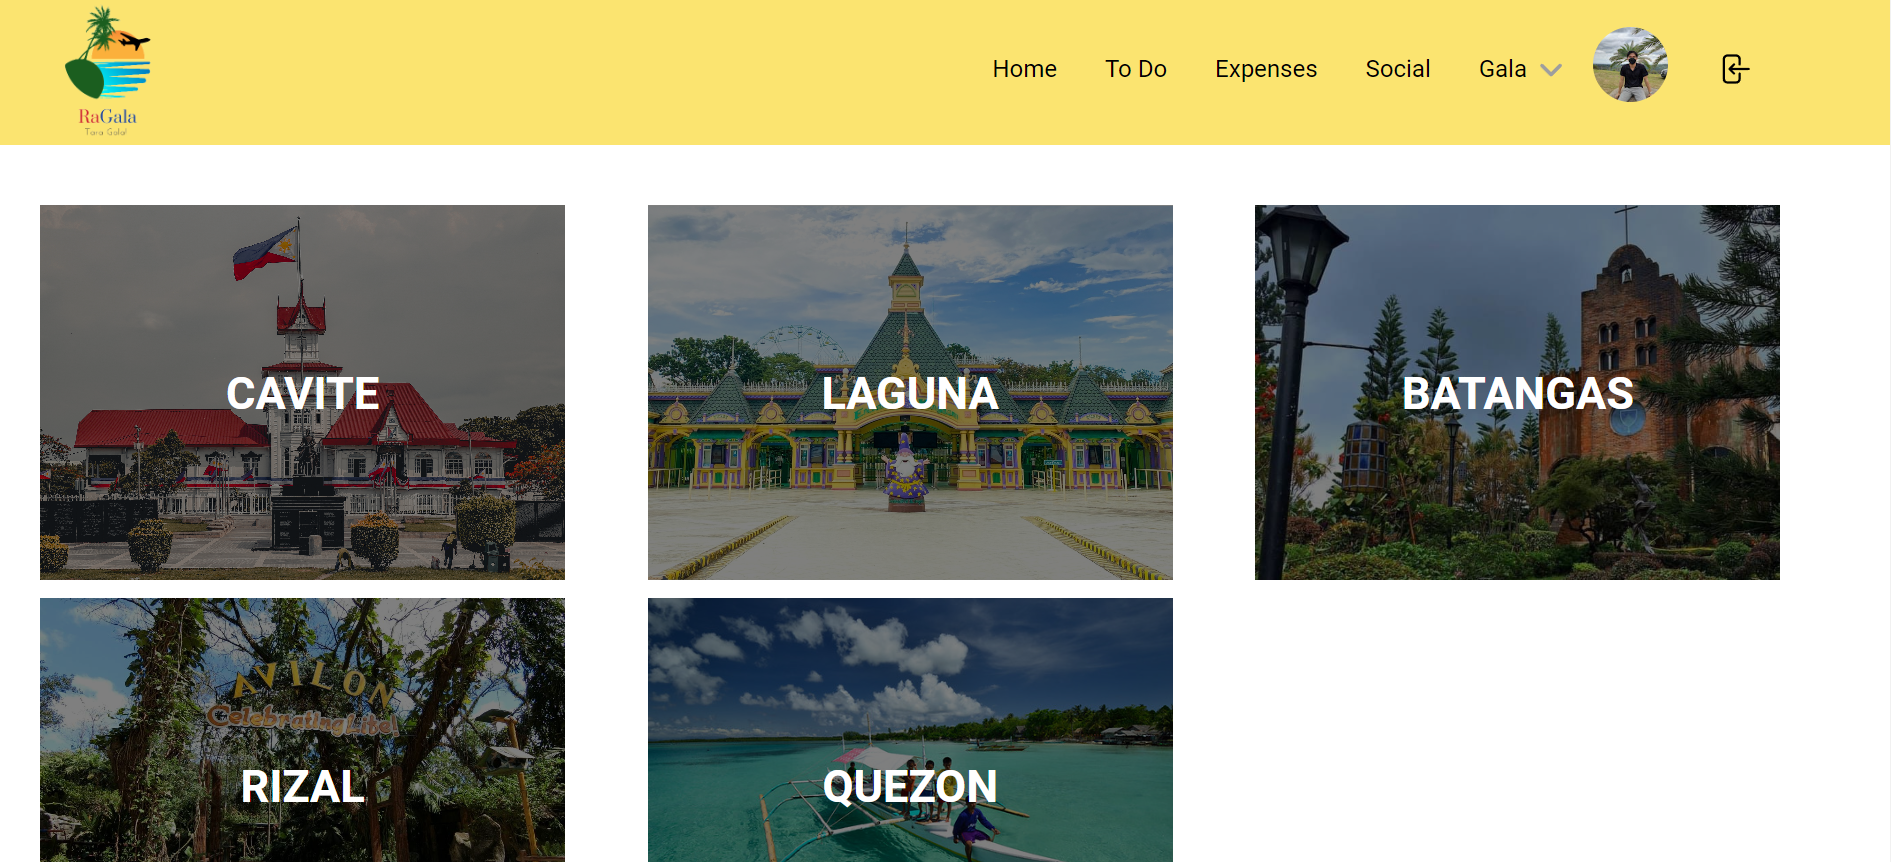 RaGala
Tara Gala!
Home
To Do
Expenses
Social
Gala
CAVITE
LAGUNA
BATANGAS
AVILON
Celebrating Life!
RIZAL
QUEZON